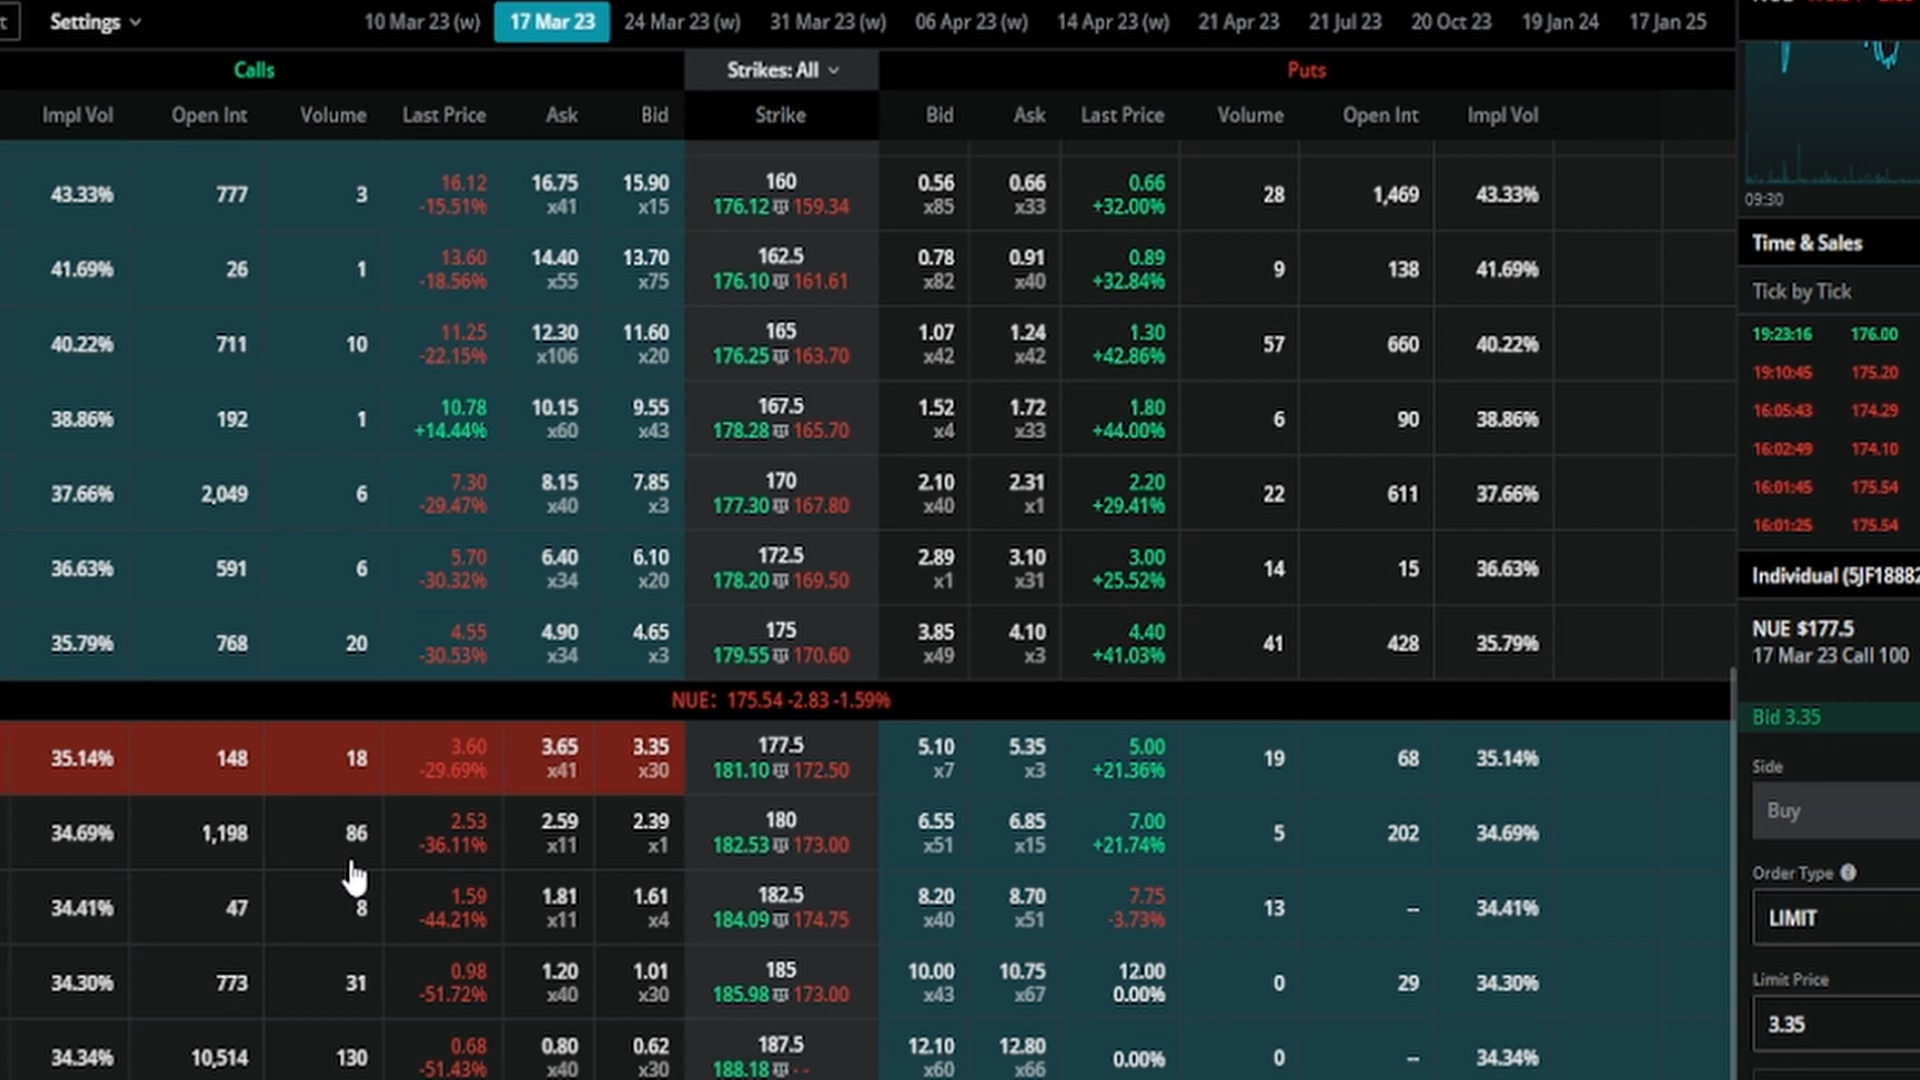 Settings 10 Mar 23 (w) 17 Mar 23 24 Mar 23 (w) 31 Mar 23 (w) 06 Apr 23 (w) 14 Apr 23 (w) 21 Apr 23 21 Jul 23 20 Oct 23 19 Jan 24 17 Jan 25
Calls Strikes: All Puts
Impl Vol Open Int Volume Last Price Ask Bid Strike Bid Ask Last Price Volume Open Int Impl Vol
43.33% 777 3 16.12 16.75 15.90 160 0.56 0.66 0.66 28 1,469 43.33%
-15.51% x41 x15 176.12 159.34 x85 x33 +32.00%
41.69% 26 1 13.60 14.40 13.70 162.5 0.78 0.91 0.89 9 138 41.69%
-18.56% x55 x75 176.10 161.61 x82 x40 +32.84%
40.22% 711 10 11.25 12.30 11.60 165 1.07 1.24 1.30 57 660 40.22%
-22.15% x106 x20 176.25 163.70 x42 x42 +42.86%
38.86% 192 1 10.78 10.15 9.55 167.5 1.52 1.72 1.80 6 90 38.86%
+14.44% x60 x43 178.28 165.70 x4 x33 +44.00%
37.66% 2,049 6 7.30 8.15 7.85 170 2.10 2.31 2.20 22 611 37.66%
-29.47% x40 x3 177.30 167.80 x40 x1 +29.41%
36.63% 591 6 5.70 6.40 6.10 172.5 2.89 3.10 3.00 14 15 36.63%
-30.32% x34 x20 178.20 169.50 x1 x31 +25.52%
35.79% 768 20 4.55 4.90 4.65 175 3.85 4.10 4.40 41 428 35.79%
-30.53% x34 x3 179.55 170.60 x49 x3 +41.03%
NUE: 175.54 -2.83 -1.59%
35.14% 148 18 3.60 3.65 3.35 177.5 5.10 5.35 5.00 19 68 35.14%
-29.69% x41 x30 181.10 172.50 x7 x3 +21.36%
34.69% 1,198 86 2.53 2.59 2.39 180 6.55 6.85 7.00 5 202 34.69%
-36.11% x11 x1 182.53 173.00 x51 x15 +21.74%
34.41% 47 8 1.59 1.81 1.61 182.5 8.20 8.70 7.75 13 -- 34.41%
-44.21% x11 x4 184.09 174.75 x40 x51 -3.73%
34.30% 773 31 0.98 1.20 1.01 185 10.00 10.75 12.00 0 29 34.30%
-51.72% x40 x30 185.98 173.00 x43 x67 0.00%
34.34% 10,514 130 0.68 0.80 0.62 187.5 12.10 12.80 0.00% 0 -- 34.34%
-51.43% x40 x30 188.18 -- x60 x66
09:30
Time & Sales
Tick by Tick
19:23:16 176.00
19:10:45 175.20
16:05:43 174.29
16:02:49 174.10
16:01:45 175.54
16:01:25 175.54
Individual (5JF18882
NUE $177.5
17 Mar 23 Call 100
Bid 3.35
Side
Buy
Order Type
LIMIT
Limit Price
3.35